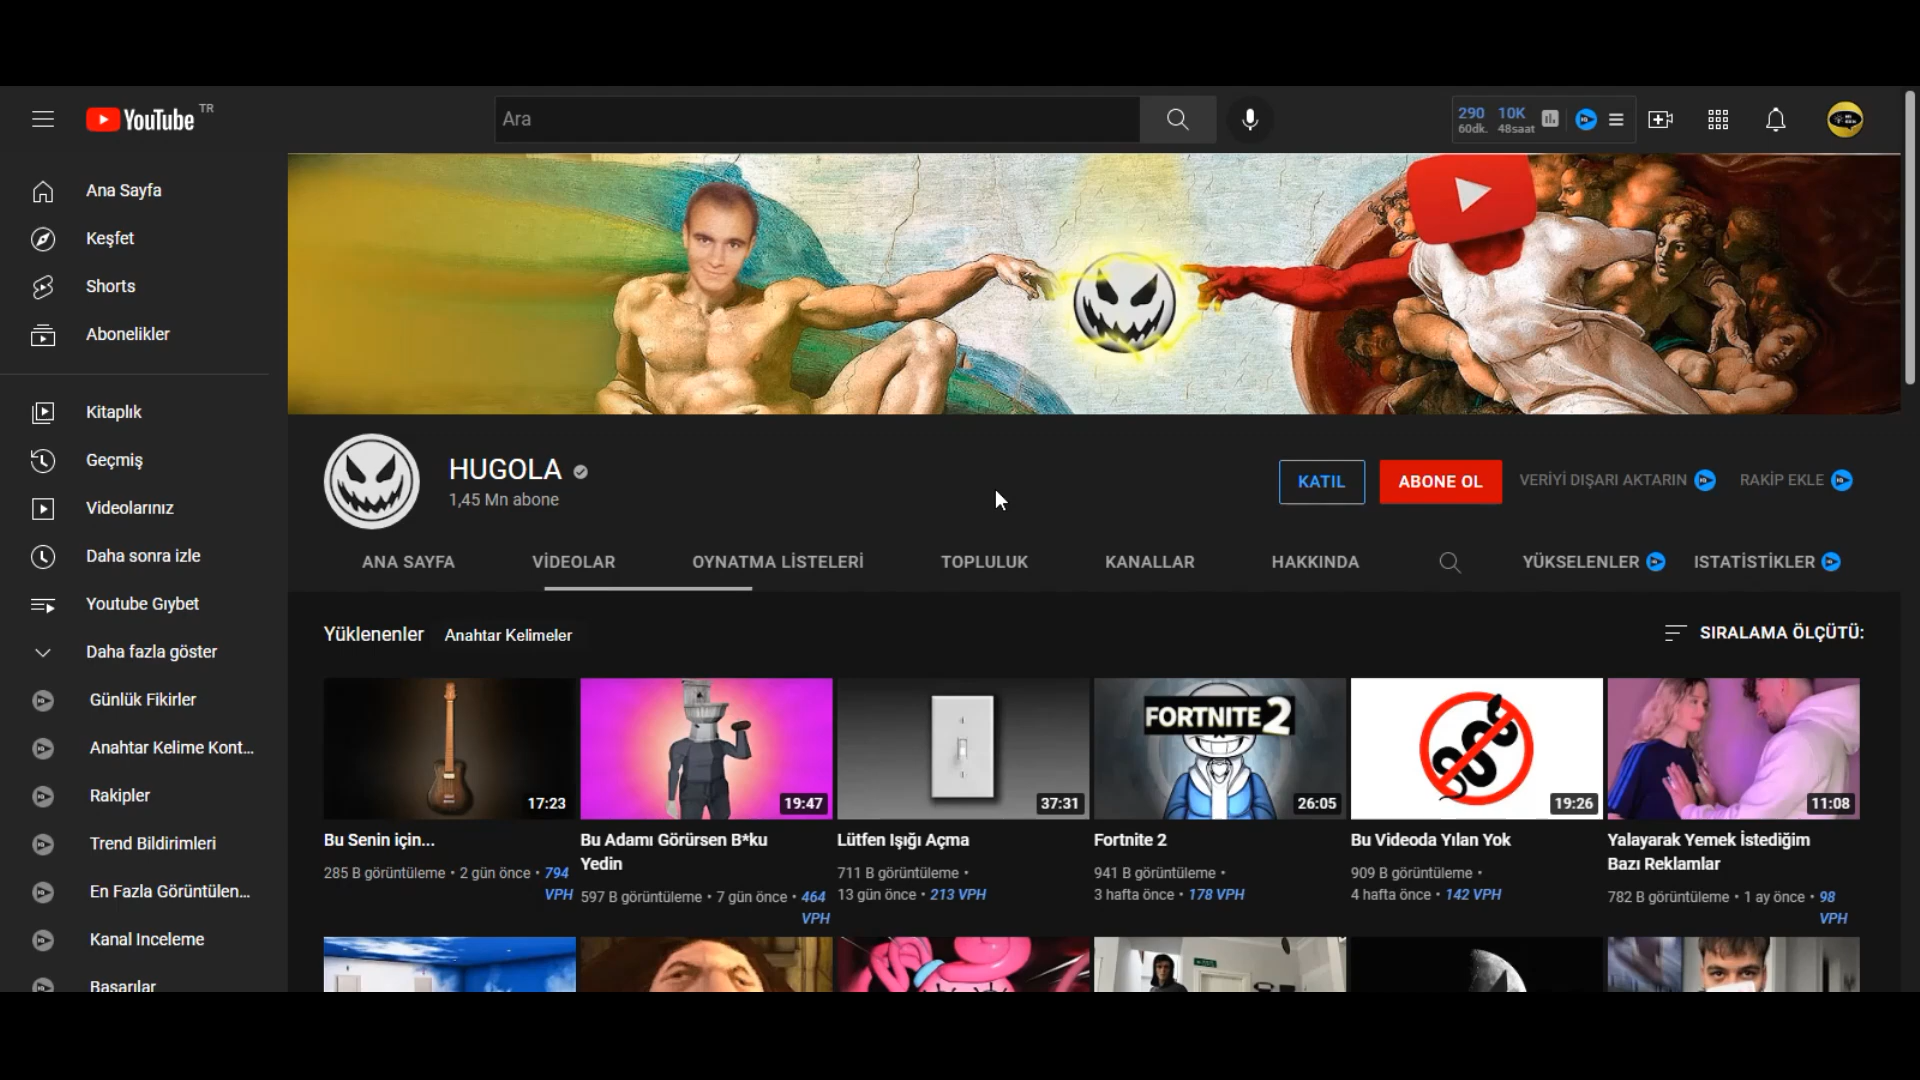 YouTube TR
Ara
290 10K
60dk. 48saat
Ana Sayfa
Keşfet
Shorts
Abonelikler
Kitaplık
Geçmiş
Videolarınız
Daha sonra izle
Youtube Gıybet
Daha fazla göster
Günlük Fikirler
Anahtar Kelime Kont...
Rakipler
Trend Bildirimleri
En Fazla Görüntülen...
Kanal Inceleme
Başarılar
HUGOLA
1,45 Mn abone
KATIL
ABONE OL
VERİYİ DIŞARI AKTARIN
RAKİP EKLE
ANA SAYFA
VİDEOLAR
OYNATMA LİSTELERİ
TOPLULUK
KANALLAR
HAKKINDA
YÜKSELENLER
ISTATİSTİKLER
Yüklenenler
Anahtar Kelimeler
SIRALAMA ÖLÇÜTÜ:
17:23
Bu Senin için...
285 B görüntüleme • 2 gün önce • 794
VPH
19:47
Bu Adamı Görürsen B*ku
Yedin
597 B görüntüleme • 7 gün önce • 464
VPH
37:31
Lütfen Işığı Açma
711 B görüntüleme •
13 gün önce • 213 VPH
FORTNITE 2
26:05
Fortnite 2
941 B görüntüleme •
3 hafta önce • 178 VPH
19:26
Bu Videoda Yılan Yok
909 B görüntüleme •
4 hafta önce • 142 VPH
11:08
Yalayarak Yemek İstediğim
Bazı Reklamlar
782 B görüntüleme • 1 ay önce • 98
VPH